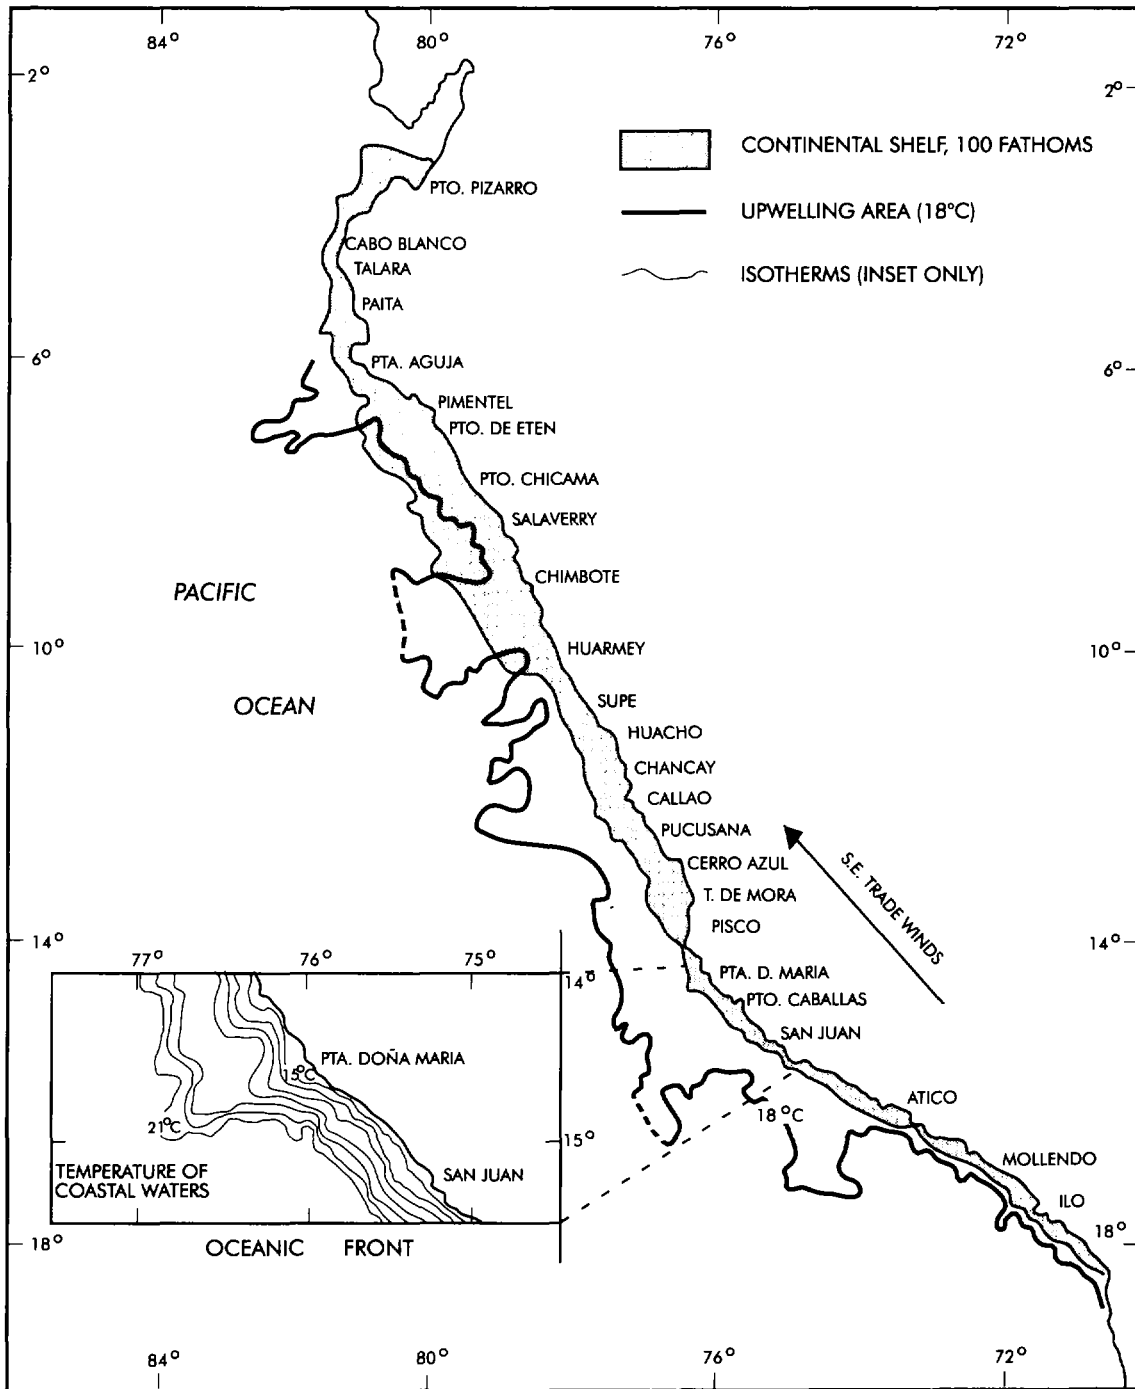 84° 80° 76° 72°
2° 2°
CONTINENTAL SHELF, 100 FATHOMS
PTO. PIZARRO
UPWELLING AREA (18°C)
CABO BLANCO
TALARA
ISOTHERMS (INSET ONLY)
PAITA
6° 6°
PTA. AGUJA
PIMENTEL
PTO. DE ETEN
PTO. CHICAMA
SALAVERRY
CHIMBOTE
PACIFIC
10° 10°
HUARMEY
OCEAN
SUPE
HUACHO
CHANCAY
CALLAO
PUCUSANA
CERRO AZUL
S.E. TRADE WINDS
T. DE MORA
PISCO
14° 14°
77° 76° 75°
14°
PTA. D. MARIA
PTO. CABALLAS
SAN JUAN
PTA. DOÑA MARIA
15°C
ATICO
18°C
21°C
15°
MOLLENDO
TEMPERATURE OF
COASTAL WATERS
SAN JUAN
ILO
18° 18°
OCEANIC FRONT
84° 80° 76° 72°